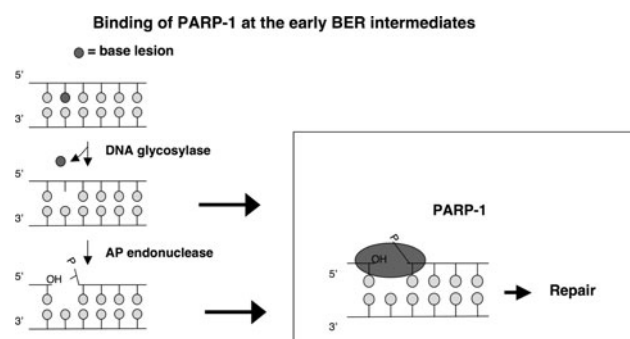 Binding of PARP-1 at the early BER intermediates
= base lesion
5'
3'
DNA glycosylase
5'
3'
AP endonuclease
P
OH
5'
3'
PARP-1
P
OH
5'
3'
Repair